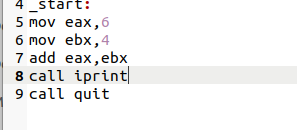 4 _start:
5 mov eax,6
6 mov ebx,4
7 add eax,ebx
8 call iprint
9 call quit